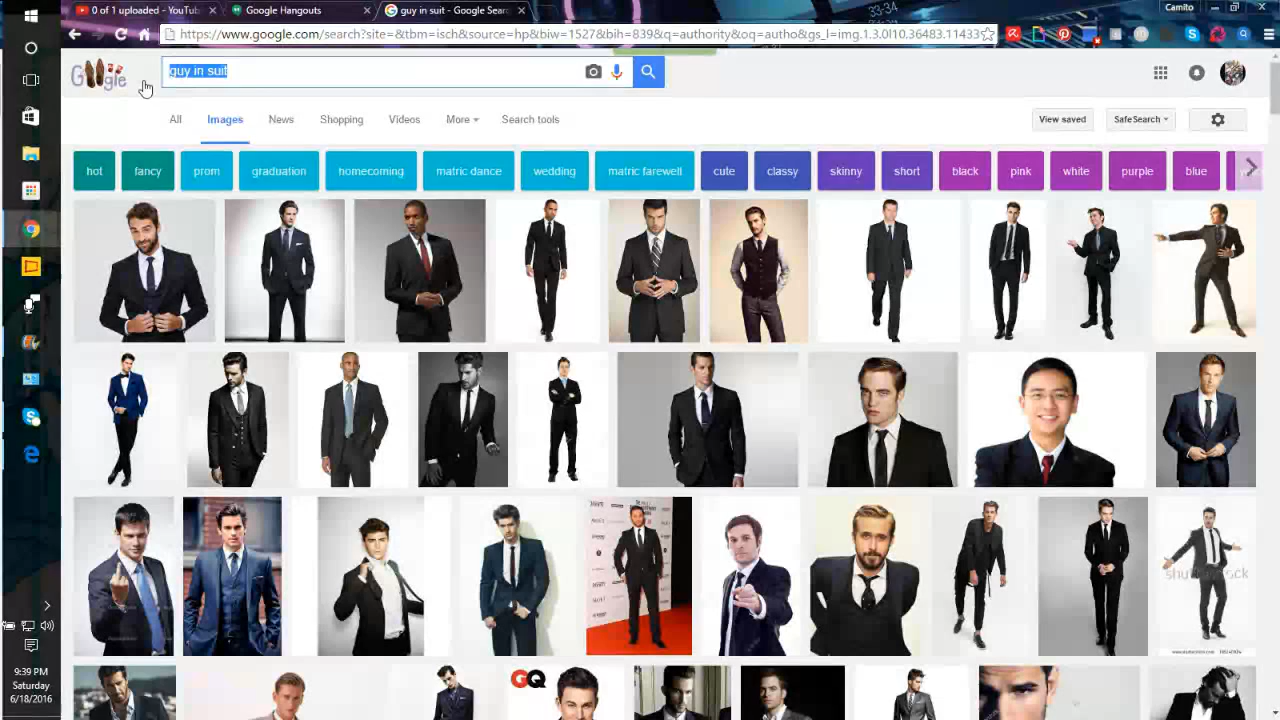 0 of 1 uploaded - YouTub
Google Hangouts
guy in suit - Google Sear
Camito
https://www.google.com/search?site=&tbm=isch&source=hp&biw=1527&bih=839&q=authority&oq=autho&gs_l=img.1.3.0l10.36483.11433
Google
guy in suit
All Images News Shopping Videos More Search tools View saved SafeSearch
hot fancy prom graduation homecoming matric dance wedding matric farewell cute classy skinny short black pink white purple blue
shutterstock
GQ
9:39 PM
Saturday
6/18/2016